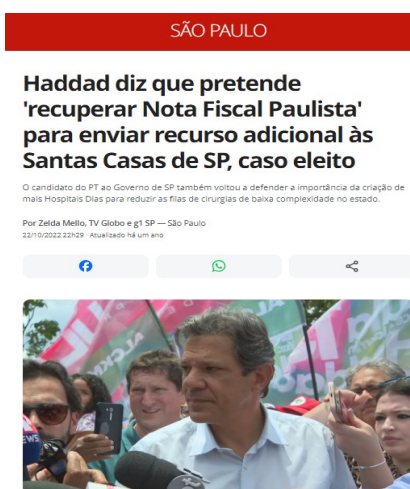 SÃO PAULO
Haddad diz que pretende
'recuperar Nota Fiscal Paulista'
para enviar recurso adicional às
Santas Casas de SP, caso eleito
O candidato do PT ao Governo de SP também voltou a defender a importância da criação de
mais Hospitais Dias para reduzir as filas de cirurgias de baixa complexidade no estado.
Por Zelda Mello, TV Globo e g1 SP — São Paulo
22/10/2022 22h29 · Atualizado há um ano